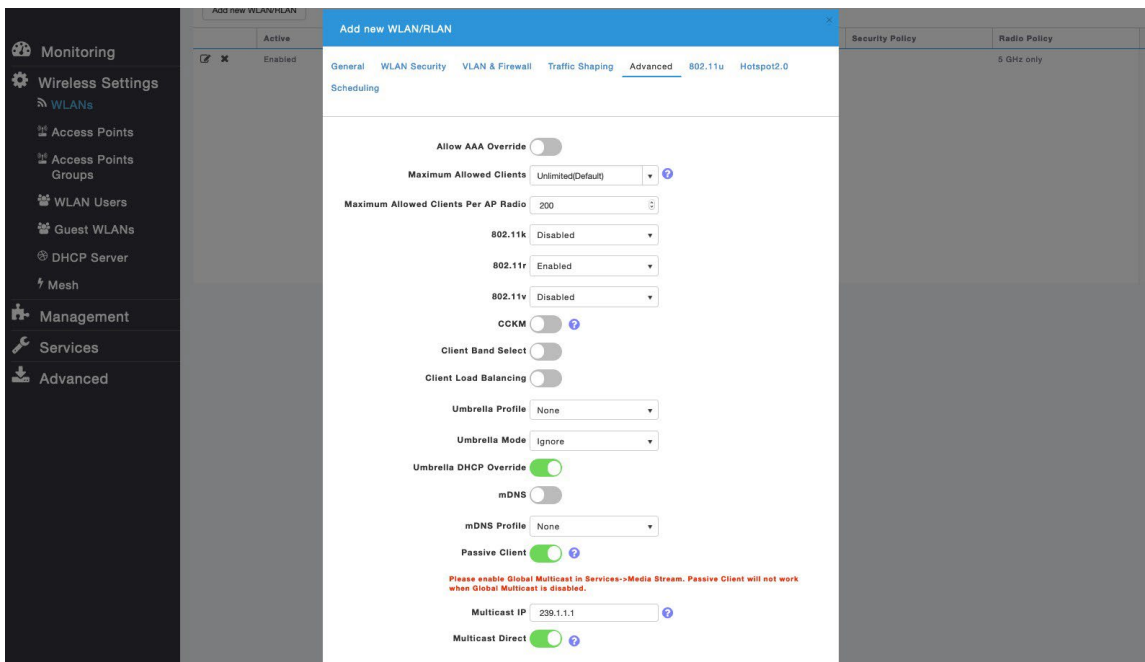 Add new WLAN/RLAN
Active
Security Policy
Radio Policy
Enabled
5 GHz only
Monitoring
Wireless Settings
WLANs
Access Points
Access Points
Groups
WLAN Users
Guest WLANs
DHCP Server
Mesh
Management
Services
Advanced
Add new WLAN/RLAN
General WLAN Security VLAN & Firewall Traffic Shaping Advanced 802.11u Hotspot2.0
Scheduling
Allow AAA Override
Maximum Allowed Clients Unlimited(Default)
Maximum Allowed Clients Per AP Radio 200
802.11k Disabled
802.11r Enabled
802.11v Disabled
CCKM
Client Band Select
Client Load Balancing
Umbrella Profile None
Umbrella Mode Ignore
Umbrella DHCP Override
mDNS
mDNS Profile None
Passive Client
Please enable Global Multicast in Services->Media Stream. Passive Client will not work
when Global Multicast is disabled.
Multicast IP 239.1.1.1
Multicast Direct